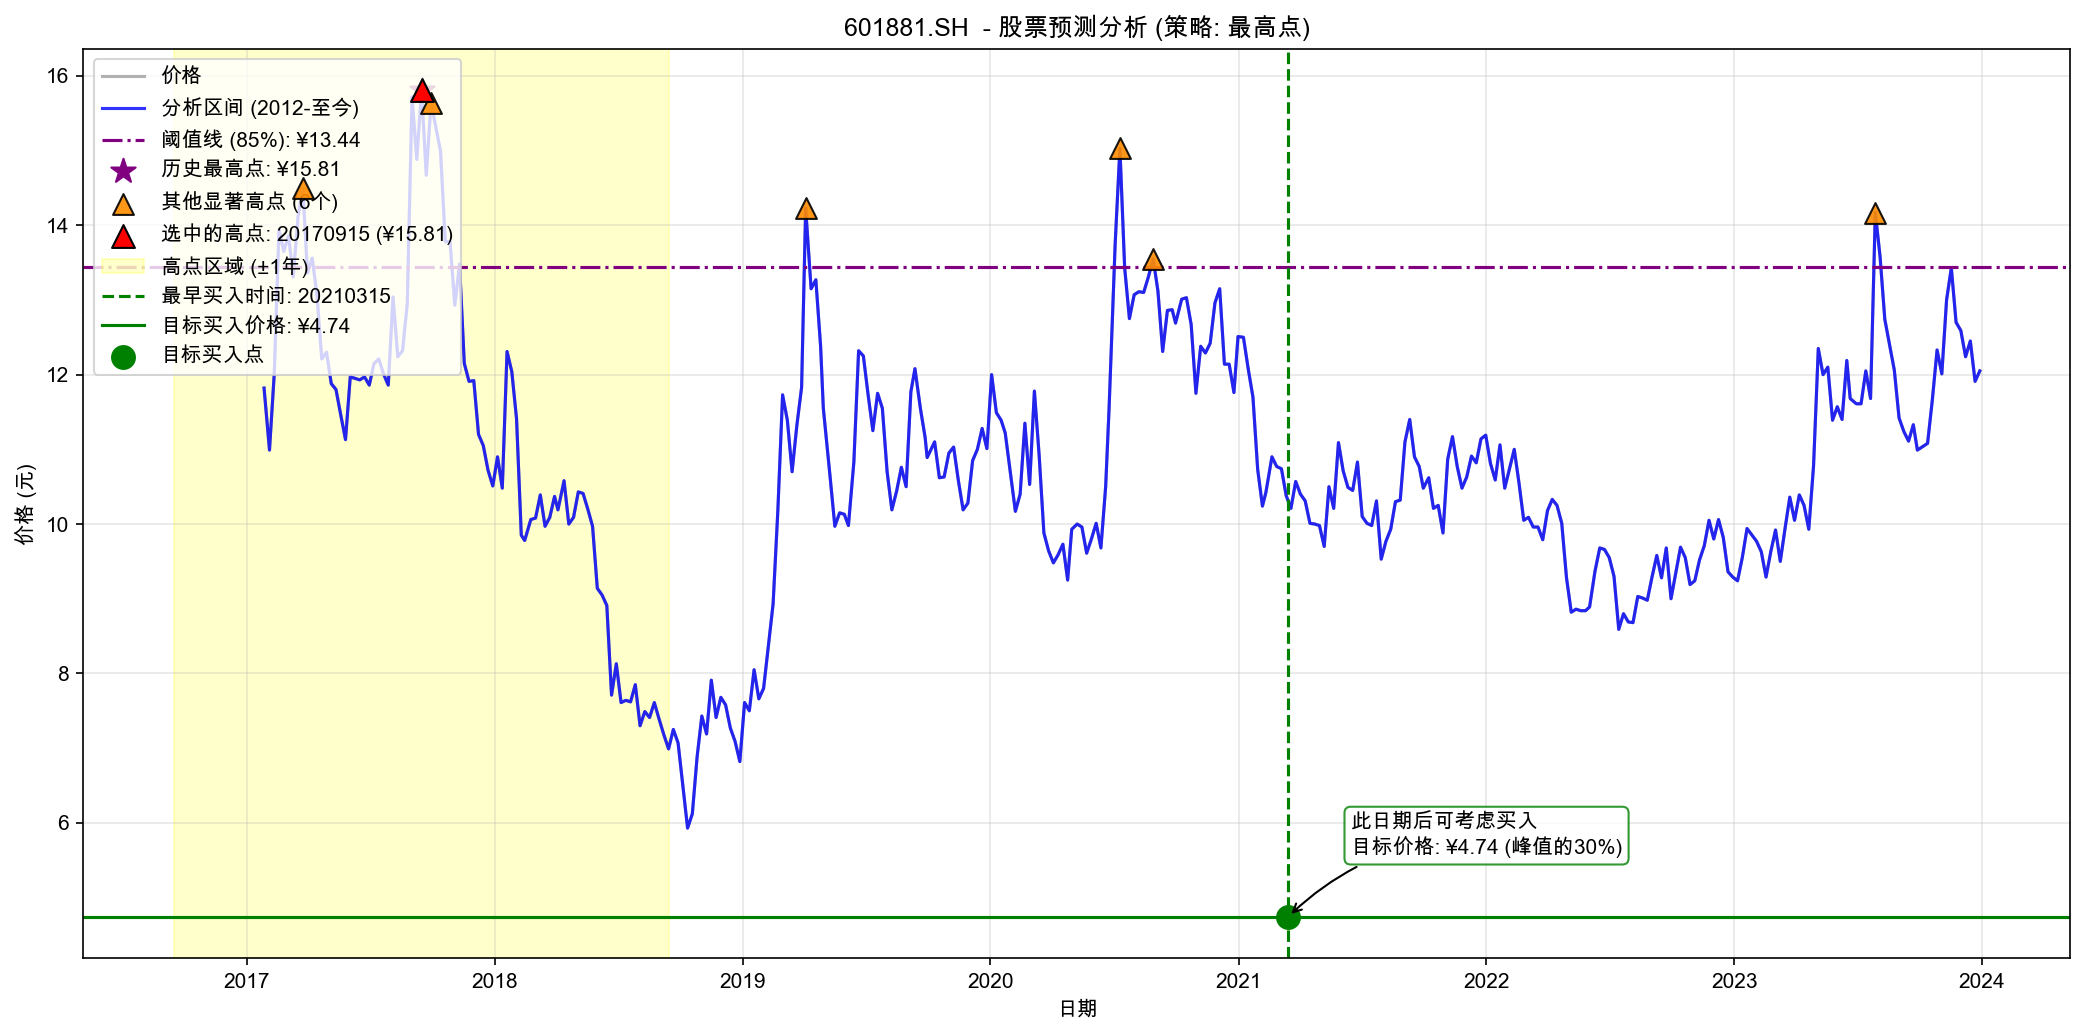 601881.SH - 股票预测分析 (策略: 最高点)
价格
分析区间 (2012-至今)
阈值线 (85%): ¥13.44
历史最高点: ¥15.81
其他显著高点 (6个)
选中的高点: 20170915 (¥15.81)
高点区域 (±1年)
最早买入时间: 20210315
目标买入价格: ¥4.74
目标买入点
价格 (元)
16
14
12
10
8
6
此日期后可考虑买入
目标价格: ¥4.74 (峰值的30%)
2017
2018
2019
2020
2021
2022
2023
2024
日期